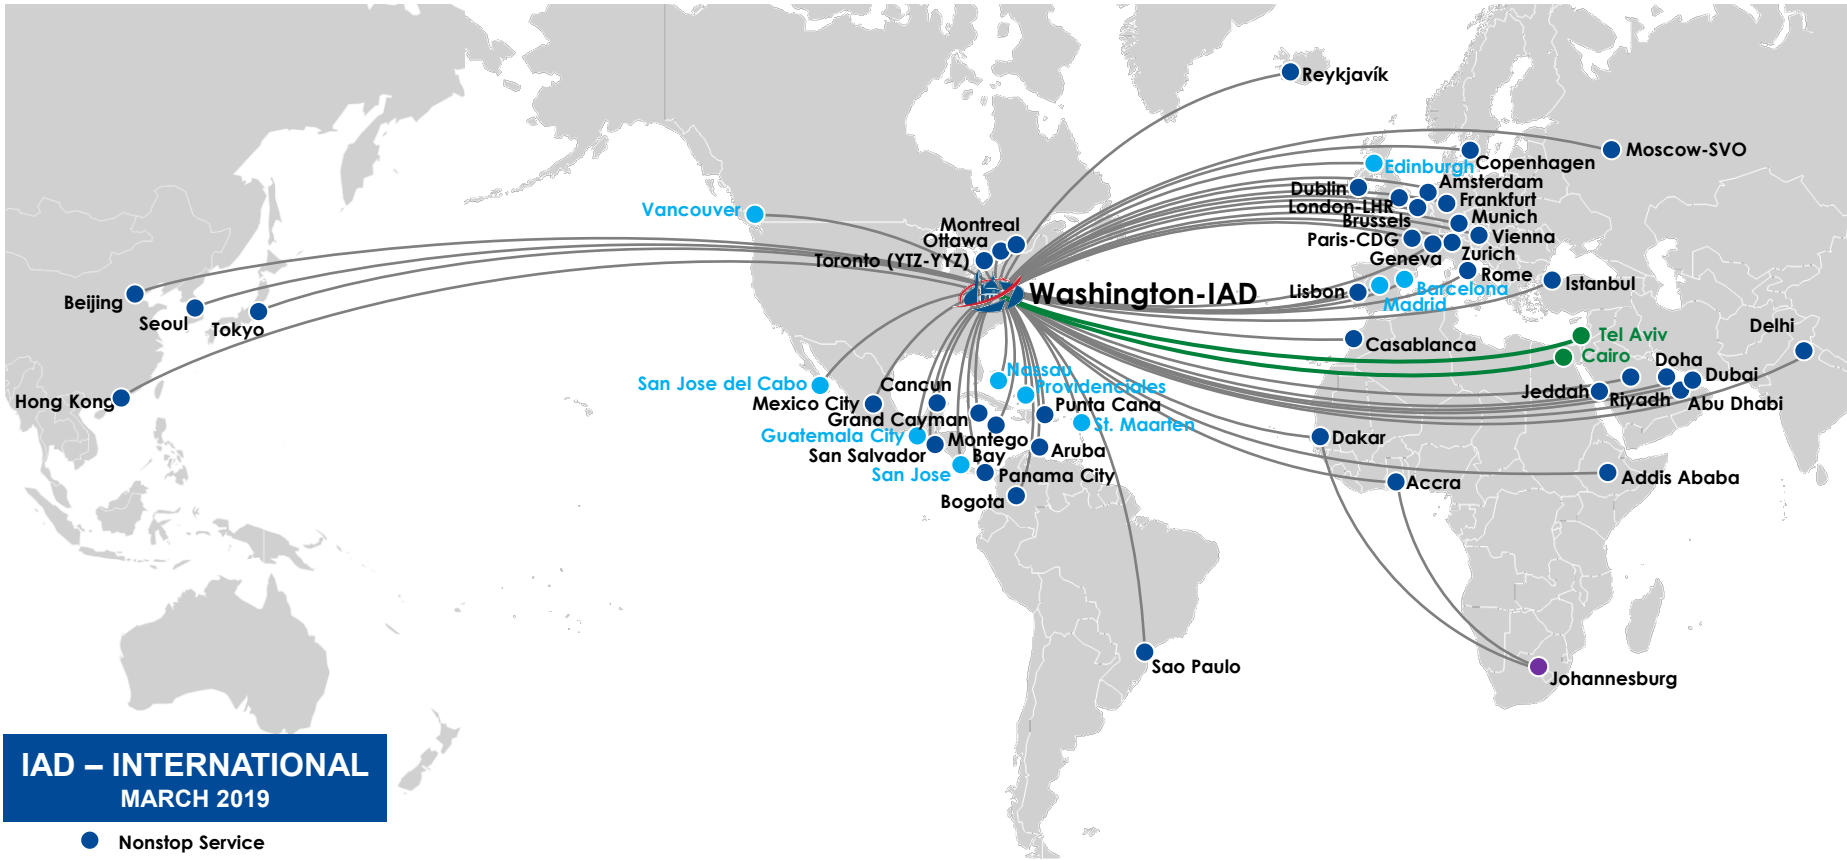 Reykjavík
Moscow-SVO
Copenhagen
Edinburgh
Amsterdam
Dublin
Frankfurt
London-LHR
Munich
Brussels
Vancouver
Montreal
Vienna
Paris-CDG
Ottawa
Zurich
Geneva
Toronto (YTZ-YYZ)
Rome
Istanbul
Barcelona
Lisbon
Madrid
Washington-IAD
Beijing
Seoul
Tokyo
Delhi
Tel Aviv
Casablanca
Cairo
Doha
Nassau
Dubai
San Jose del Cabo
Cancun
Providenciales
Jeddah
Riyadh
Abu Dhabi
Hong Kong
Mexico City
Punta Cana
Grand Cayman
St. Maarten
Guatemala City
Montego
Bay
Dakar
San Salvador
Aruba
San Jose
Panama City
Addis Ababa
Accra
Bogota
Sao Paulo
Johannesburg
IAD – INTERNATIONAL
MARCH 2019
Nonstop Service